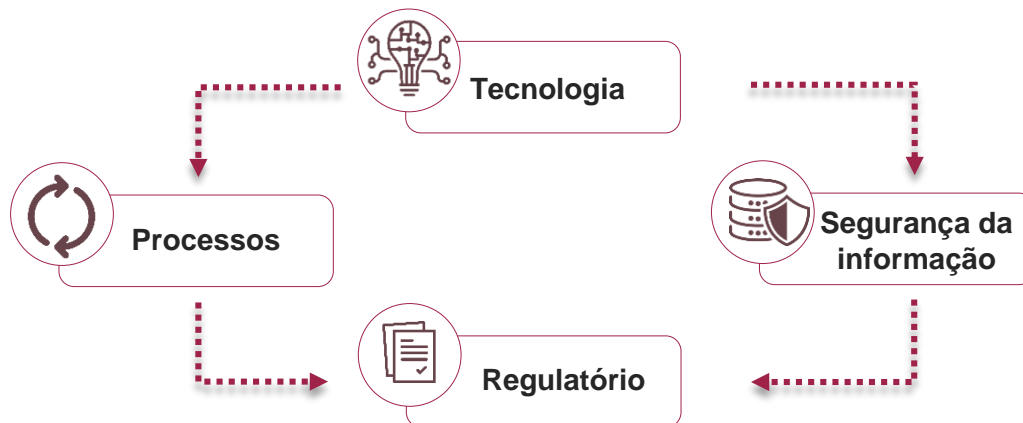 Tecnologia
Processos
Segurança da
informação
Regulatório